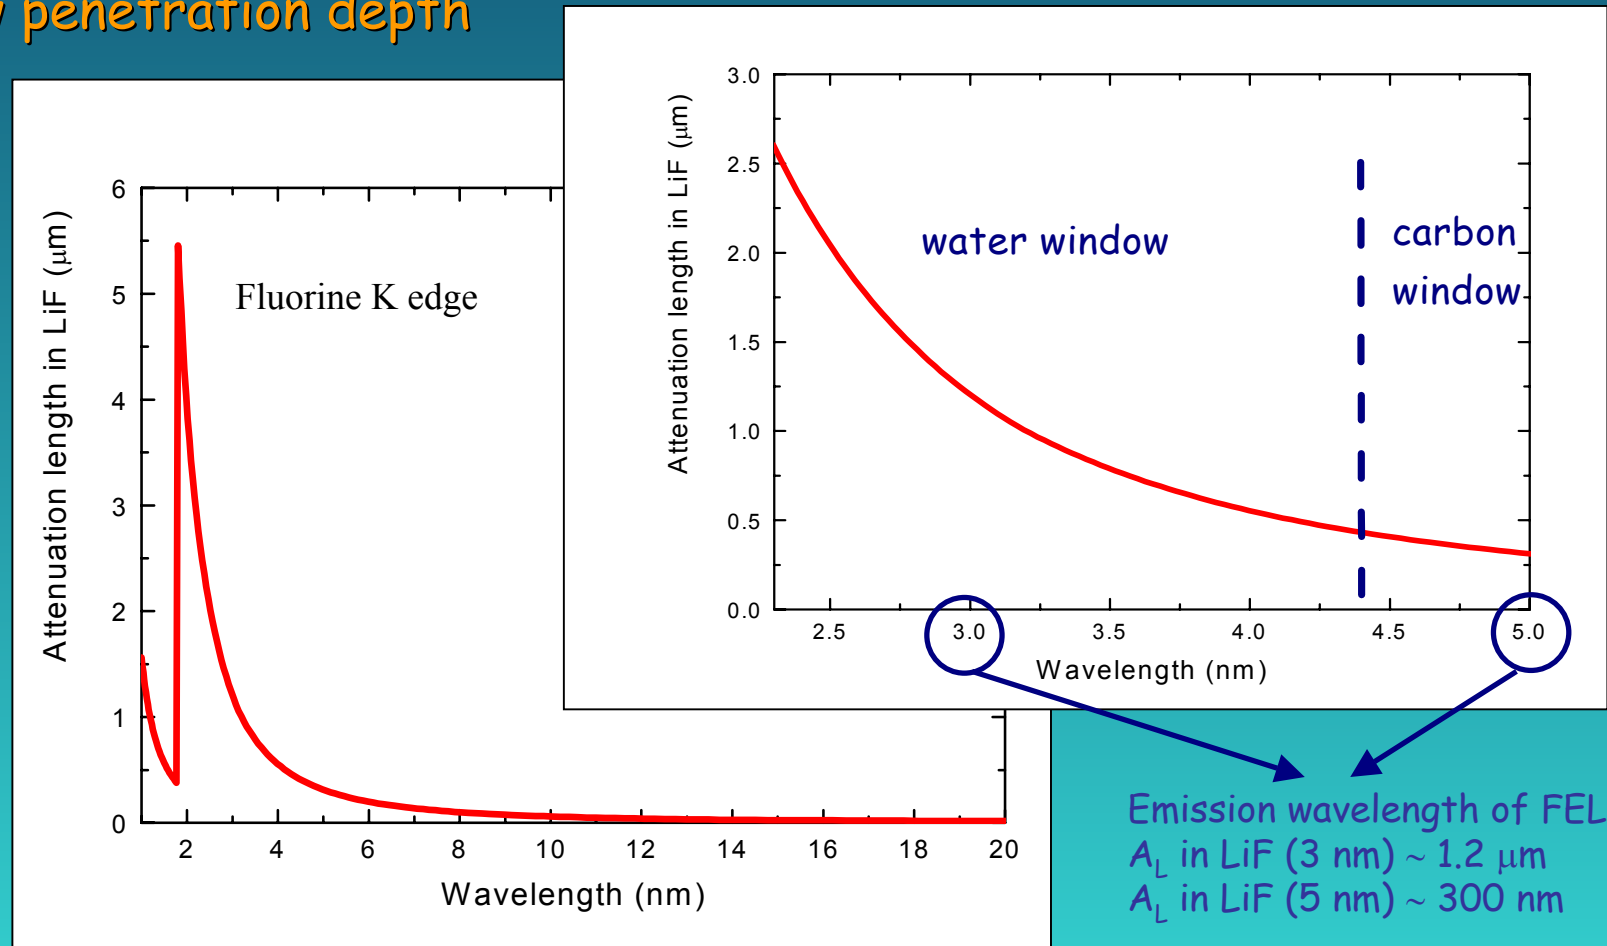 penetration depth
Attenuation length in LiF (μm)
6
5
4
3
2
1
0
Fluorine K edge
2 4 6 8 10 12 14 16 18 20
Wavelength (nm)
Attenuation length in LiF (μm)
3.0
2.5
2.0
1.5
1.0
0.5
0.0
water window
carbon
window
2.5 3.0 3.5 4.0 4.5 5.0
Wavelength (nm)
Emission wavelength of FEL
A_L in LiF (3 nm) ~ 1.2 μm
A_L in LiF (5 nm) ~ 300 nm